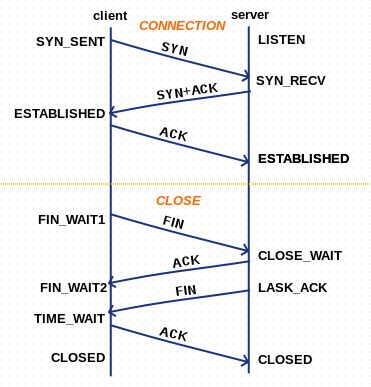 client
server
CONNECTION
SYN_SENT
SYN
LISTEN
SYN_RECV
SYN+ACK
ESTABLISHED
ACK
ESTABLISHED
CLOSE
FIN_WAIT1
FIN
CLOSE_WAIT
ACK
FIN_WAIT2
FIN
LASK_ACK
TIME_WAIT
ACK
CLOSED
CLOSED